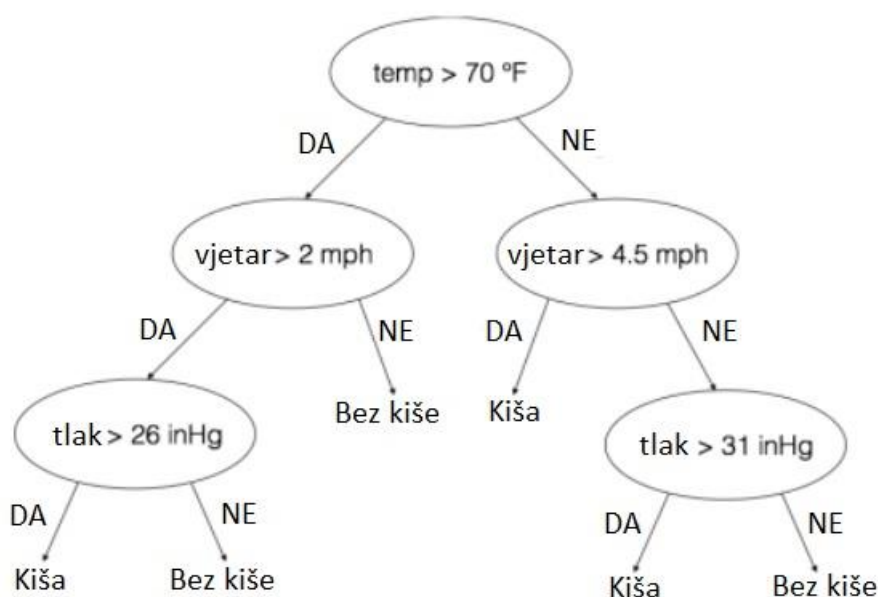 temp > 70 ºF
DA
NE
vjetar > 2 mph
vjetar > 4.5 mph
DA
NE
DA
NE
Bez kiše
Kiša
tlak > 26 inHg
tlak > 31 inHg
DA
NE
DA
NE
Kiša
Bez kiše
Kiša
Bez kiše